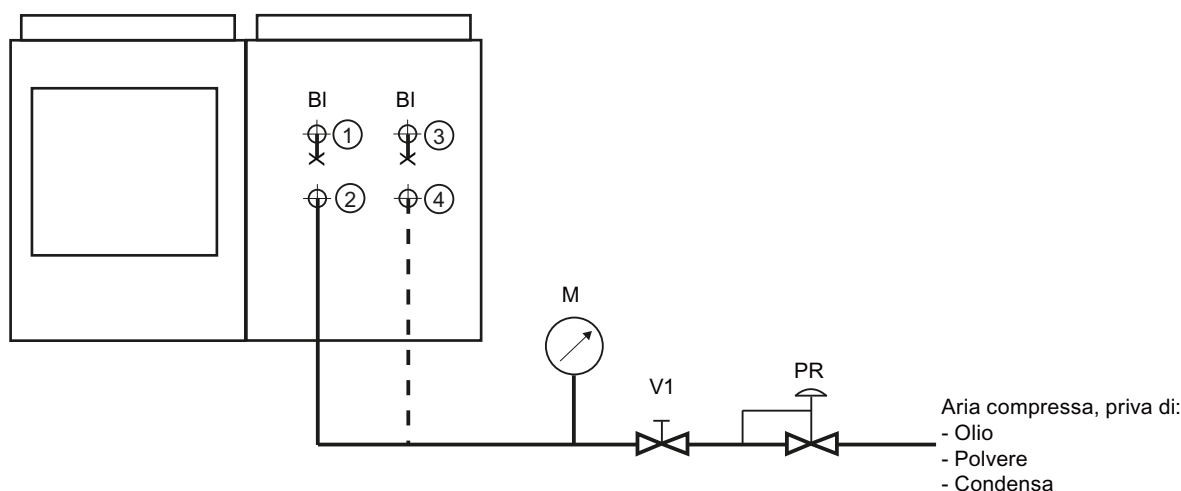 BI
BI
1
3
2
4
M
V1
PR
Aria compressa, priva di:
- Olio
- Polvere
- Condensa